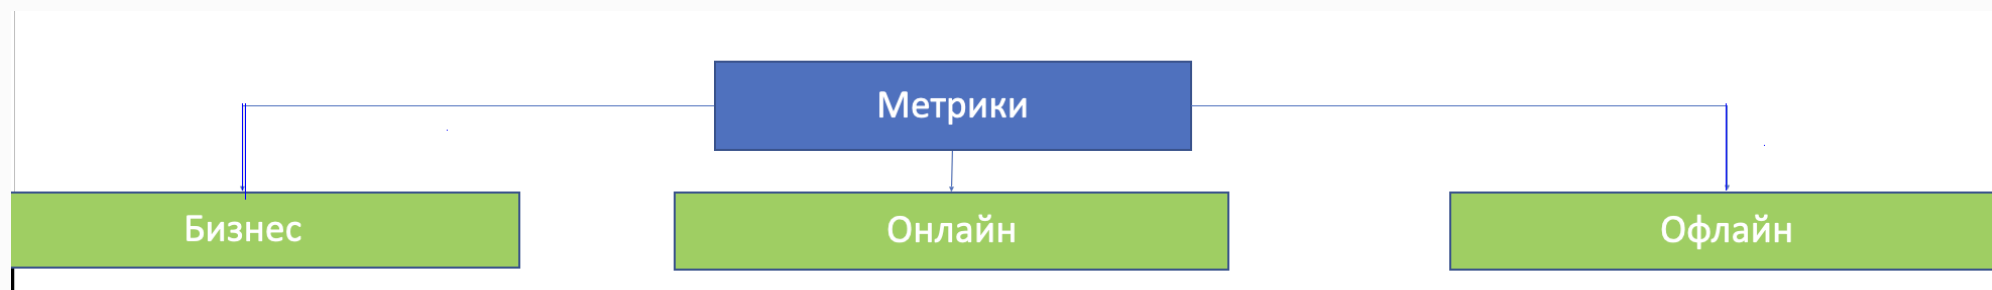 Метрики
Бизнес
Онлайн
Офлайн